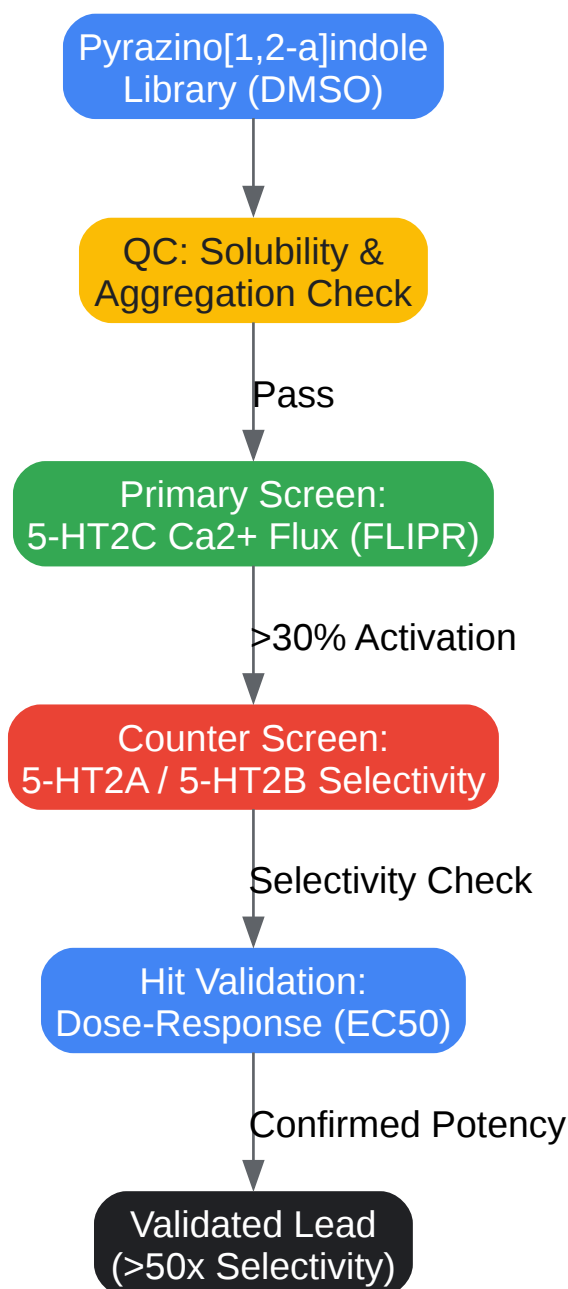 Pyrazino[1,2-a]indole
Library (DMSO)
QC: Solubility &
Aggregation Check
Pass
Primary Screen:
5-HT2C Ca2+ Flux (FLIPR)
>30% Activation
Counter Screen:
5-HT2A / 5-HT2B Selectivity
Selectivity Check
Hit Validation:
Dose-Response (EC50)
Confirmed Potency
Validated Lead
(>50x Selectivity)